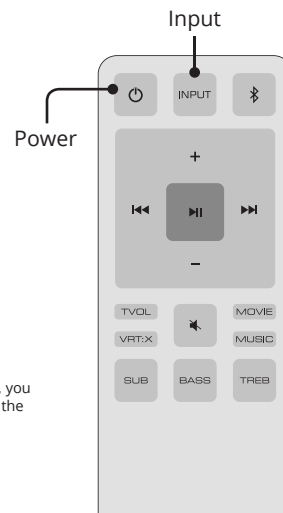 Input
Power
INPUT
+
−
TVOL
MOVIE
VRT:X
MUSIC
, you
the
SUB
BASS
TREB